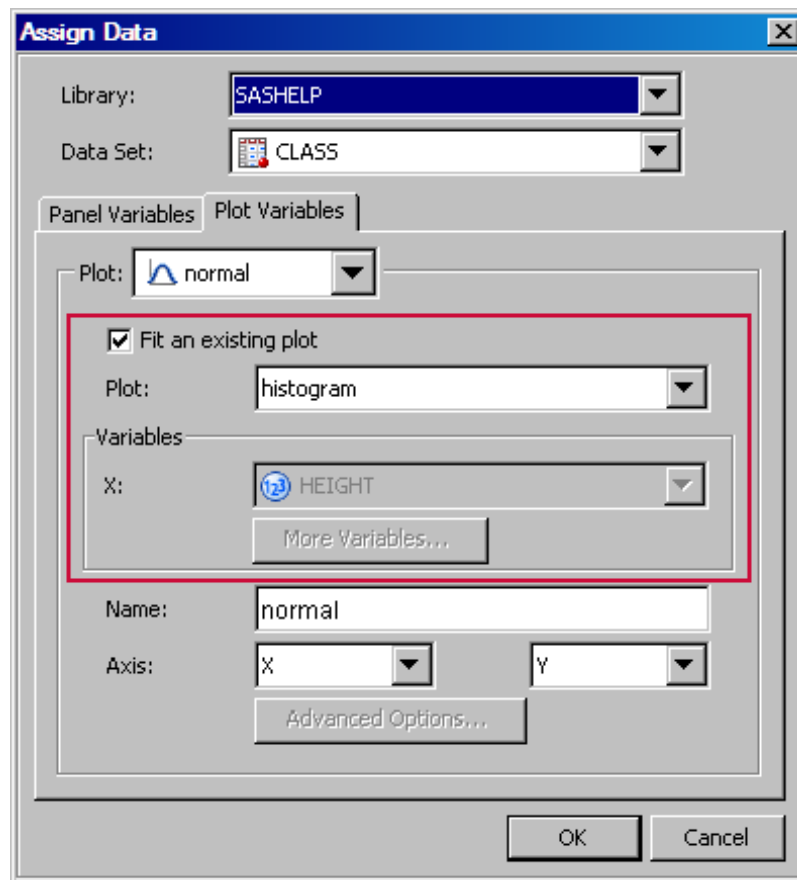 Assign Data
Library: SASHELP
Data Set: CLASS
Panel Variables Plot Variables
Plot: normal
Fit an existing plot
Plot: histogram
Variables
X: 123 HEIGHT
More Variables...
Name: normal
Axis: X Y
Advanced Options...
OK Cancel